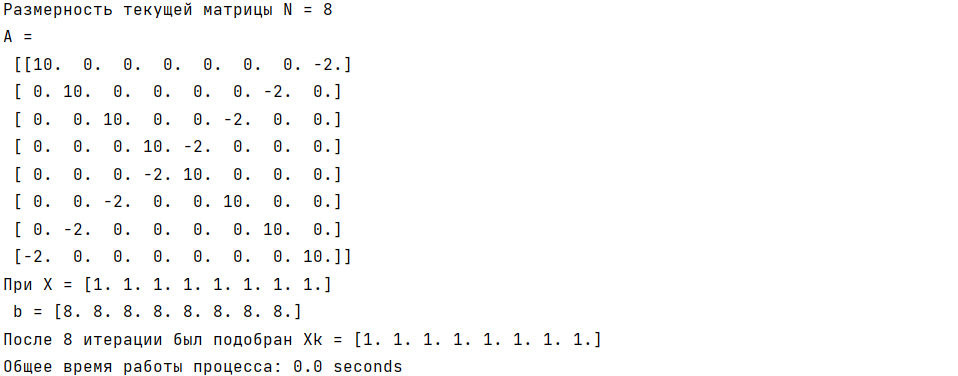 Размерность текущей матрицы N = 8
A =
 [[10.  0.  0.  0.  0.  0.  0. -2.]
 [ 0. 10.  0.  0.  0.  0. -2.  0.]
 [ 0.  0. 10.  0.  0. -2.  0.  0.]
 [ 0.  0.  0. 10. -2.  0.  0.  0.]
 [ 0.  0.  0. -2. 10.  0.  0.  0.]
 [ 0.  0. -2.  0.  0. 10.  0.  0.]
 [ 0. -2.  0.  0.  0.  0. 10.  0.]
 [-2.  0.  0.  0.  0.  0.  0. 10.]]
При X = [1. 1. 1. 1. 1. 1. 1. 1.]
 b = [8. 8. 8. 8. 8. 8. 8. 8.]
После 8 итерации был подобран Xk = [1. 1. 1. 1. 1. 1. 1. 1.]
Общее время работы процесса: 0.0 seconds